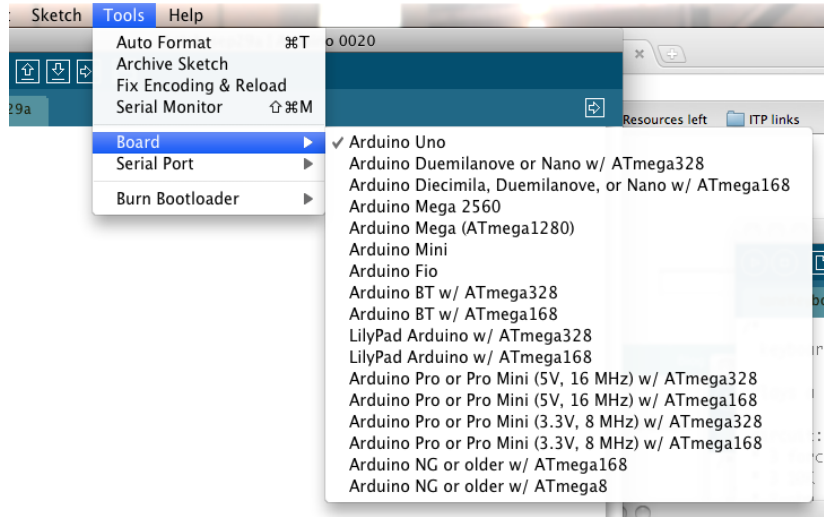 Sketch Tools Help
Auto Format ⌘T
o 0020
Archive Sketch
Fix Encoding & Reload
Serial Monitor ⇧⌘M
29a
Resources left ITP links
Board
Serial Port
Burn Bootloader
✓ Arduino Uno
Arduino Duemilanove or Nano w/ ATmega328
Arduino Diecimila, Duemilanove, or Nano w/ ATmega168
Arduino Mega 2560
Arduino Mega (ATmega1280)
Arduino Mini
Arduino Fio
Arduino BT w/ ATmega328
Arduino BT w/ ATmega168
LilyPad Arduino w/ ATmega328
LilyPad Arduino w/ ATmega168
Arduino Pro or Pro Mini (5V, 16 MHz) w/ ATmega328
Arduino Pro or Pro Mini (5V, 16 MHz) w/ ATmega168
Arduino Pro or Pro Mini (3.3V, 8 MHz) w/ ATmega328
Arduino Pro or Pro Mini (3.3V, 8 MHz) w/ ATmega168
Arduino NG or older w/ ATmega168
Arduino NG or older w/ ATmega8